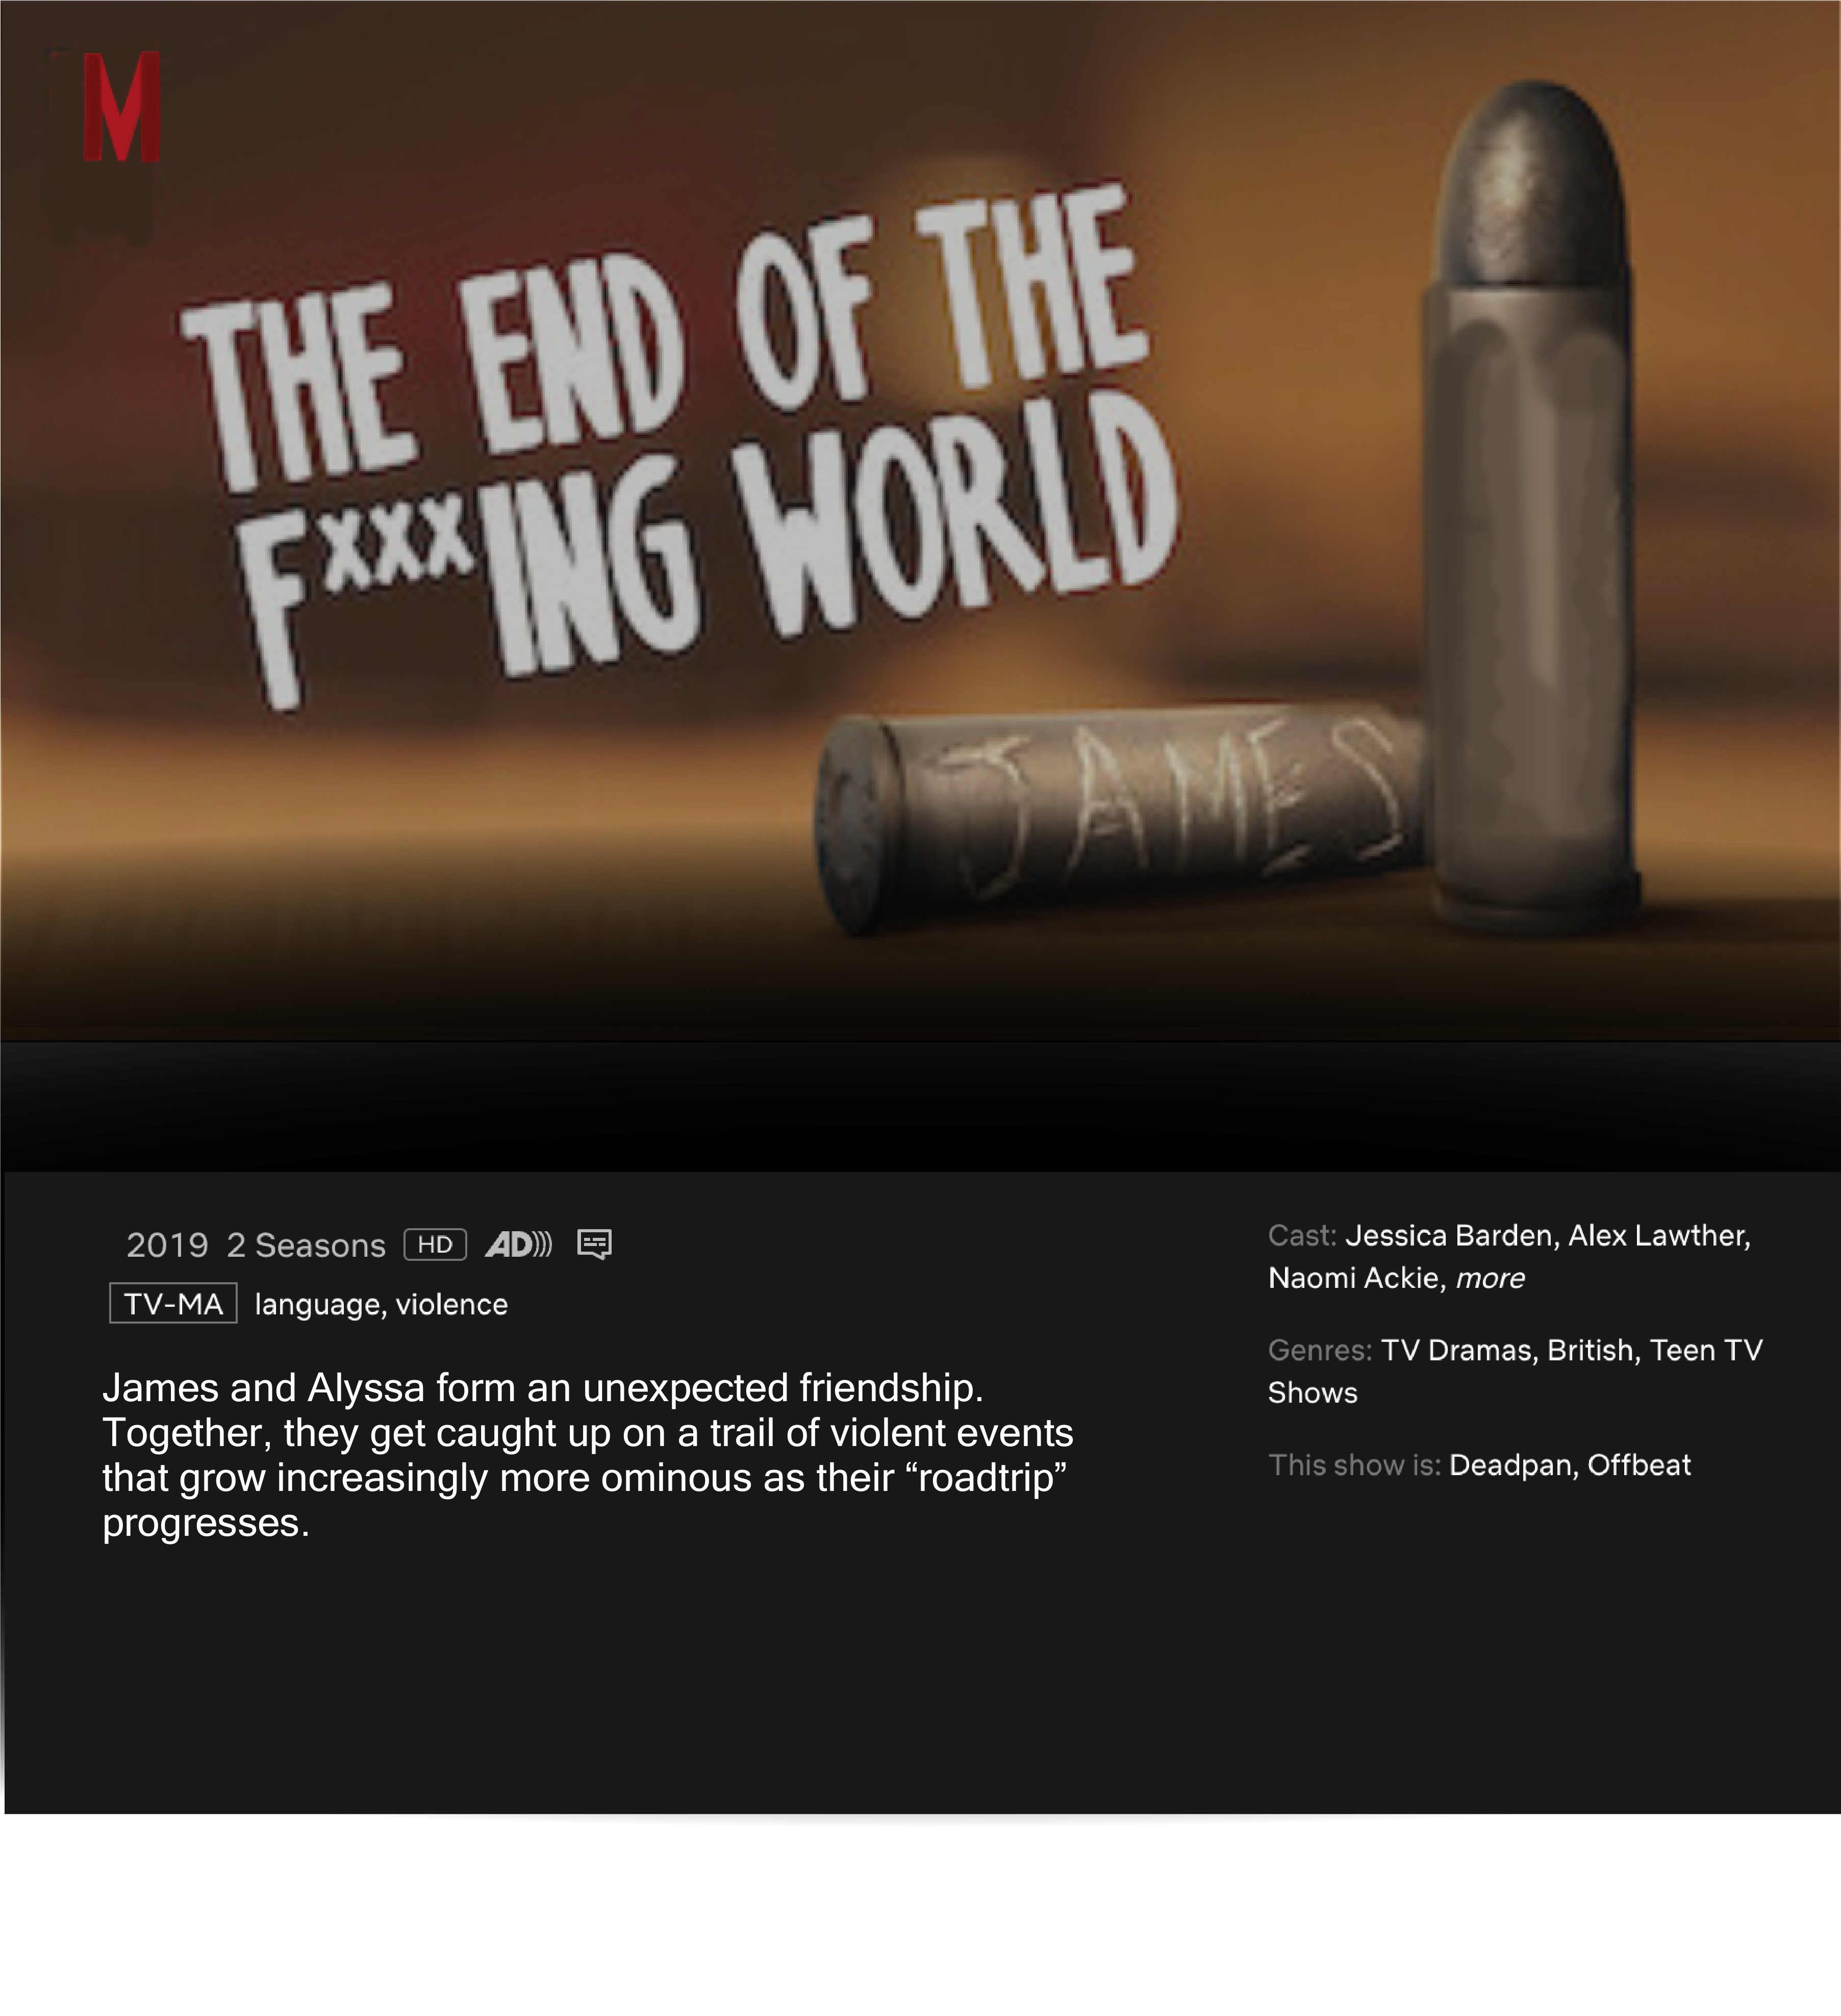 M
THE END OF THE
FXXXING WORLD
JAMES
2019 2 Seasons HD AD)))
TV-MA language, violence
James and Alyssa form an unexpected friendship.
Together, they get caught up on a trail of violent events
that grow increasingly more ominous as their “roadtrip”
progresses.
Cast: Jessica Barden, Alex Lawther,
Naomi Ackie, more
Genres: TV Dramas, British, Teen TV
Shows
This show is: Deadpan, Offbeat